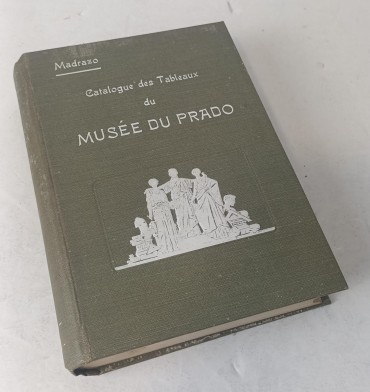 Madrazo
Catalogue des Tableaux
du
MUSÉE DU PRADO